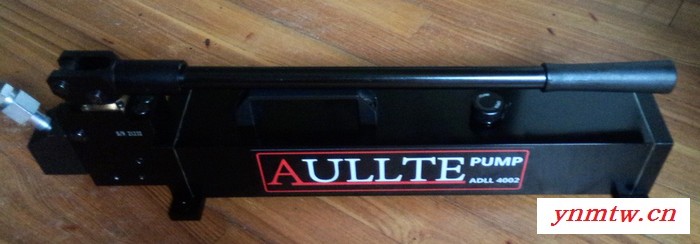 AULLTE PUMP
ADLL 4002
ynmtw.cn